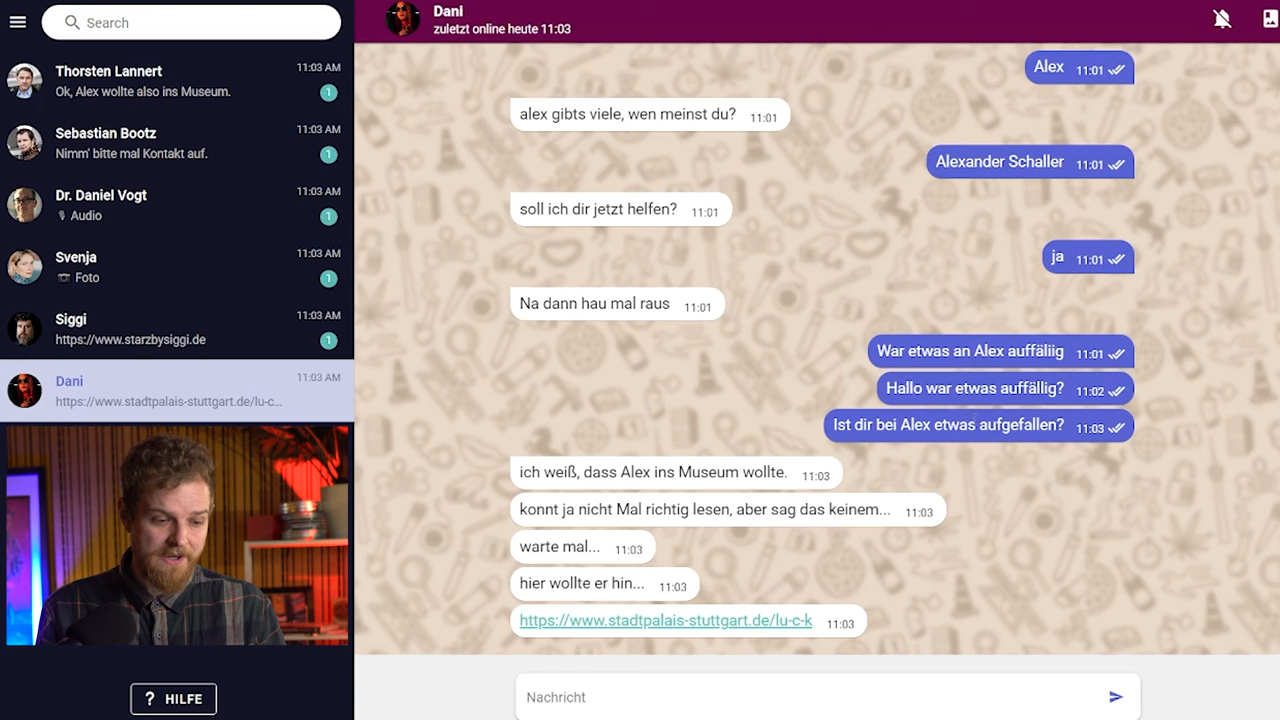 Search
Thorsten Lannert
11:03 AM
Ok, Alex wollte also ins Museum.
1
Sebastian Bootz
11:03 AM
Nimm' bitte mal Kontakt auf.
1
Dr. Daniel Vogt
11:03 AM
Audio
1
Svenja
11:03 AM
Foto
1
Siggi
11:03 AM
https://www.starzbysiggi.de
1
Dani
11:03 AM
https://www.stadtpalais-stuttgart.de/lu-c...
? HILFE
Dani
zuletzt online heute 11:03
Alex 11:01
alex gibts viele, wen meinst du? 11:01
Alexander Schaller 11:01
soll ich dir jetzt helfen? 11:01
ja 11:01
Na dann hau mal raus 11:01
War etwas an Alex auffäliig 11:01
Hallo war etwas auffällig? 11:02
Ist dir bei Alex etwas aufgefallen? 11:03
ich weiß, dass Alex ins Museum wollte. 11:03
konnt ja nicht Mal richtig lesen, aber sag das keinem... 11:03
warte mal... 11:03
hier wollte er hin... 11:03
https://www.stadtpalais-stuttgart.de/lu-c-k 11:03
Nachricht